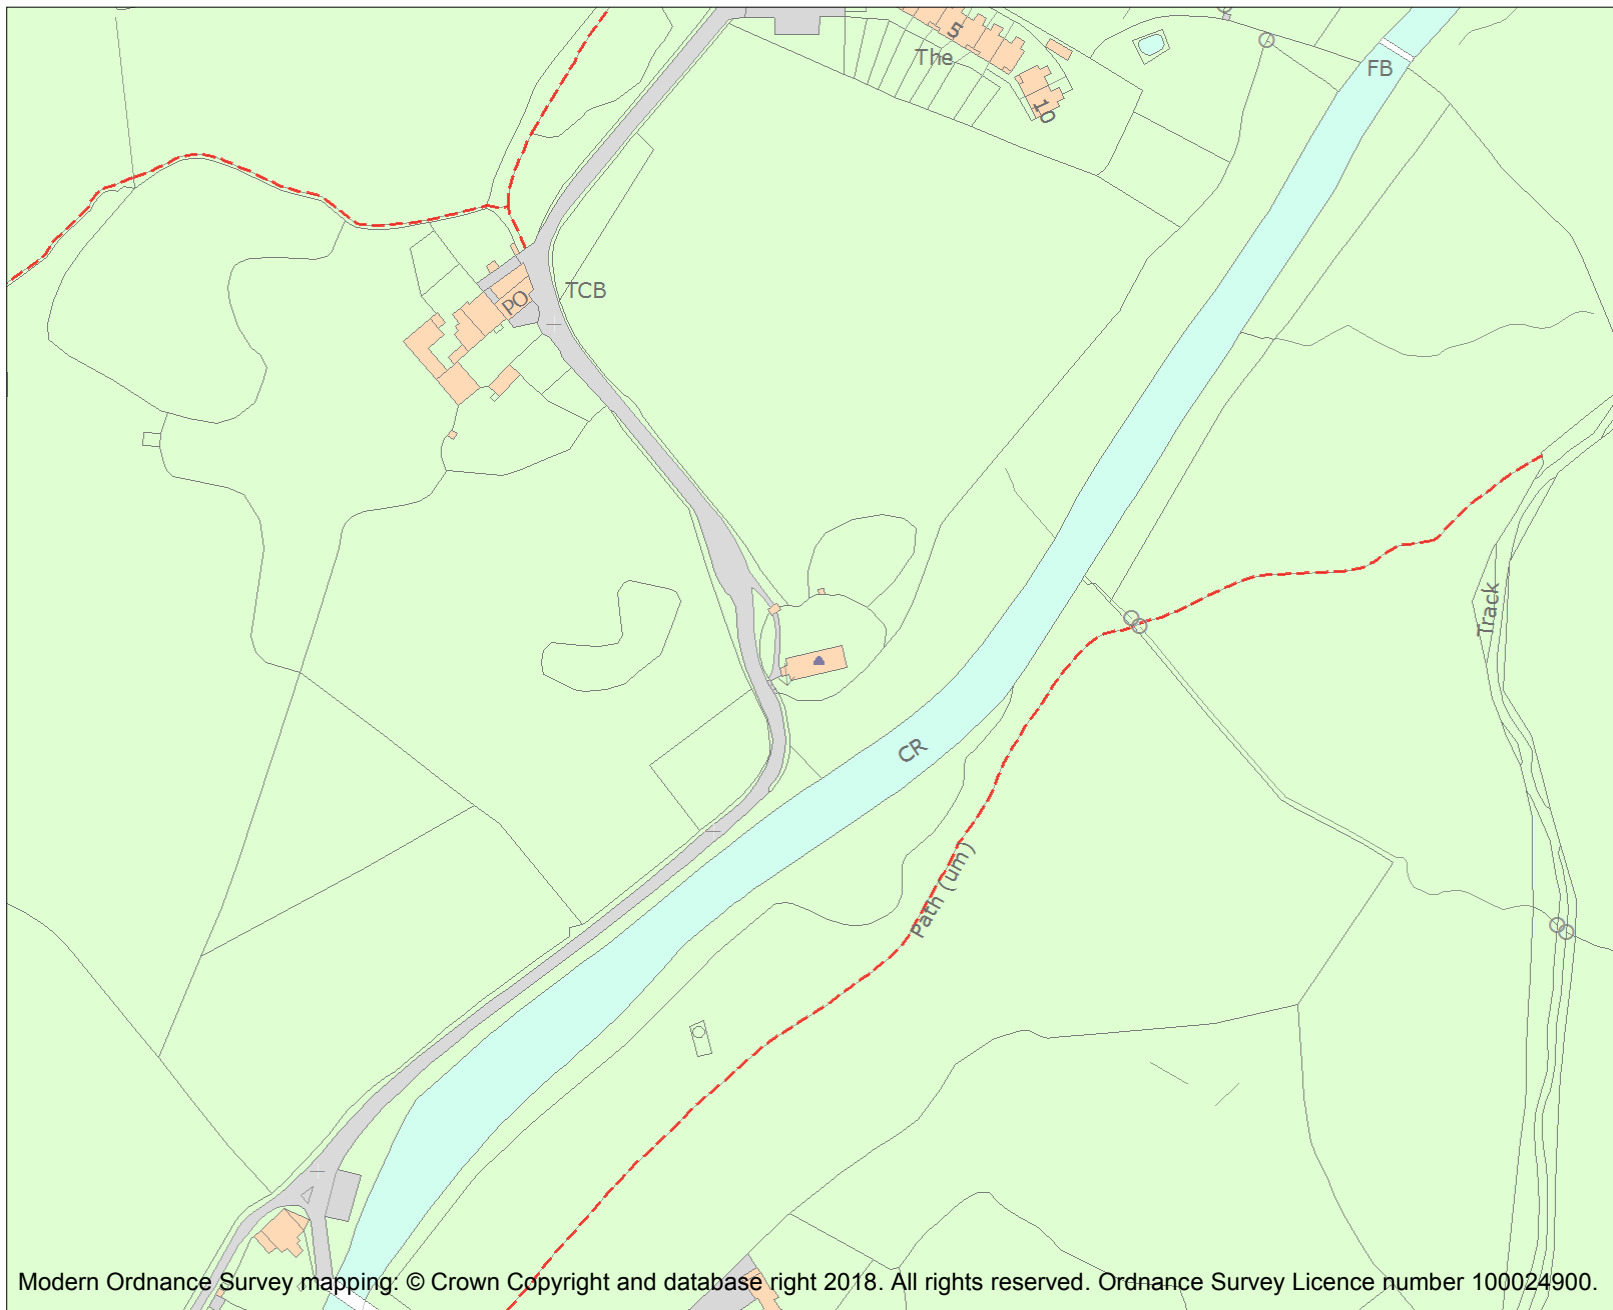 5
The
10
FB
TCB
PO
Track
CR
Path (um)
Modern Ordnance Survey mapping: © Crown Copyright and database right 2018. All rights reserved. Ordnance Survey Licence number 100024900.